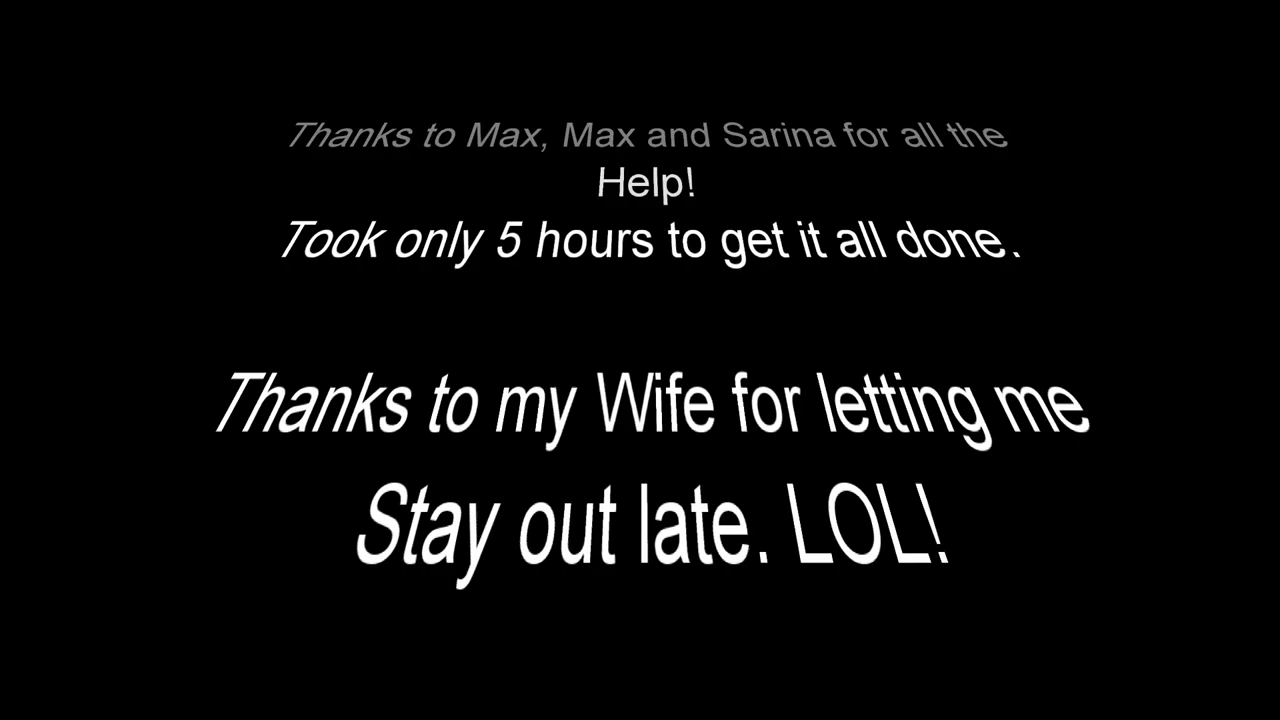 Thanks to Max, Max and Sarina for all the
Help!
Took only 5 hours to get it all done.
Thanks to my Wife for letting me
Stay out late. LOL!